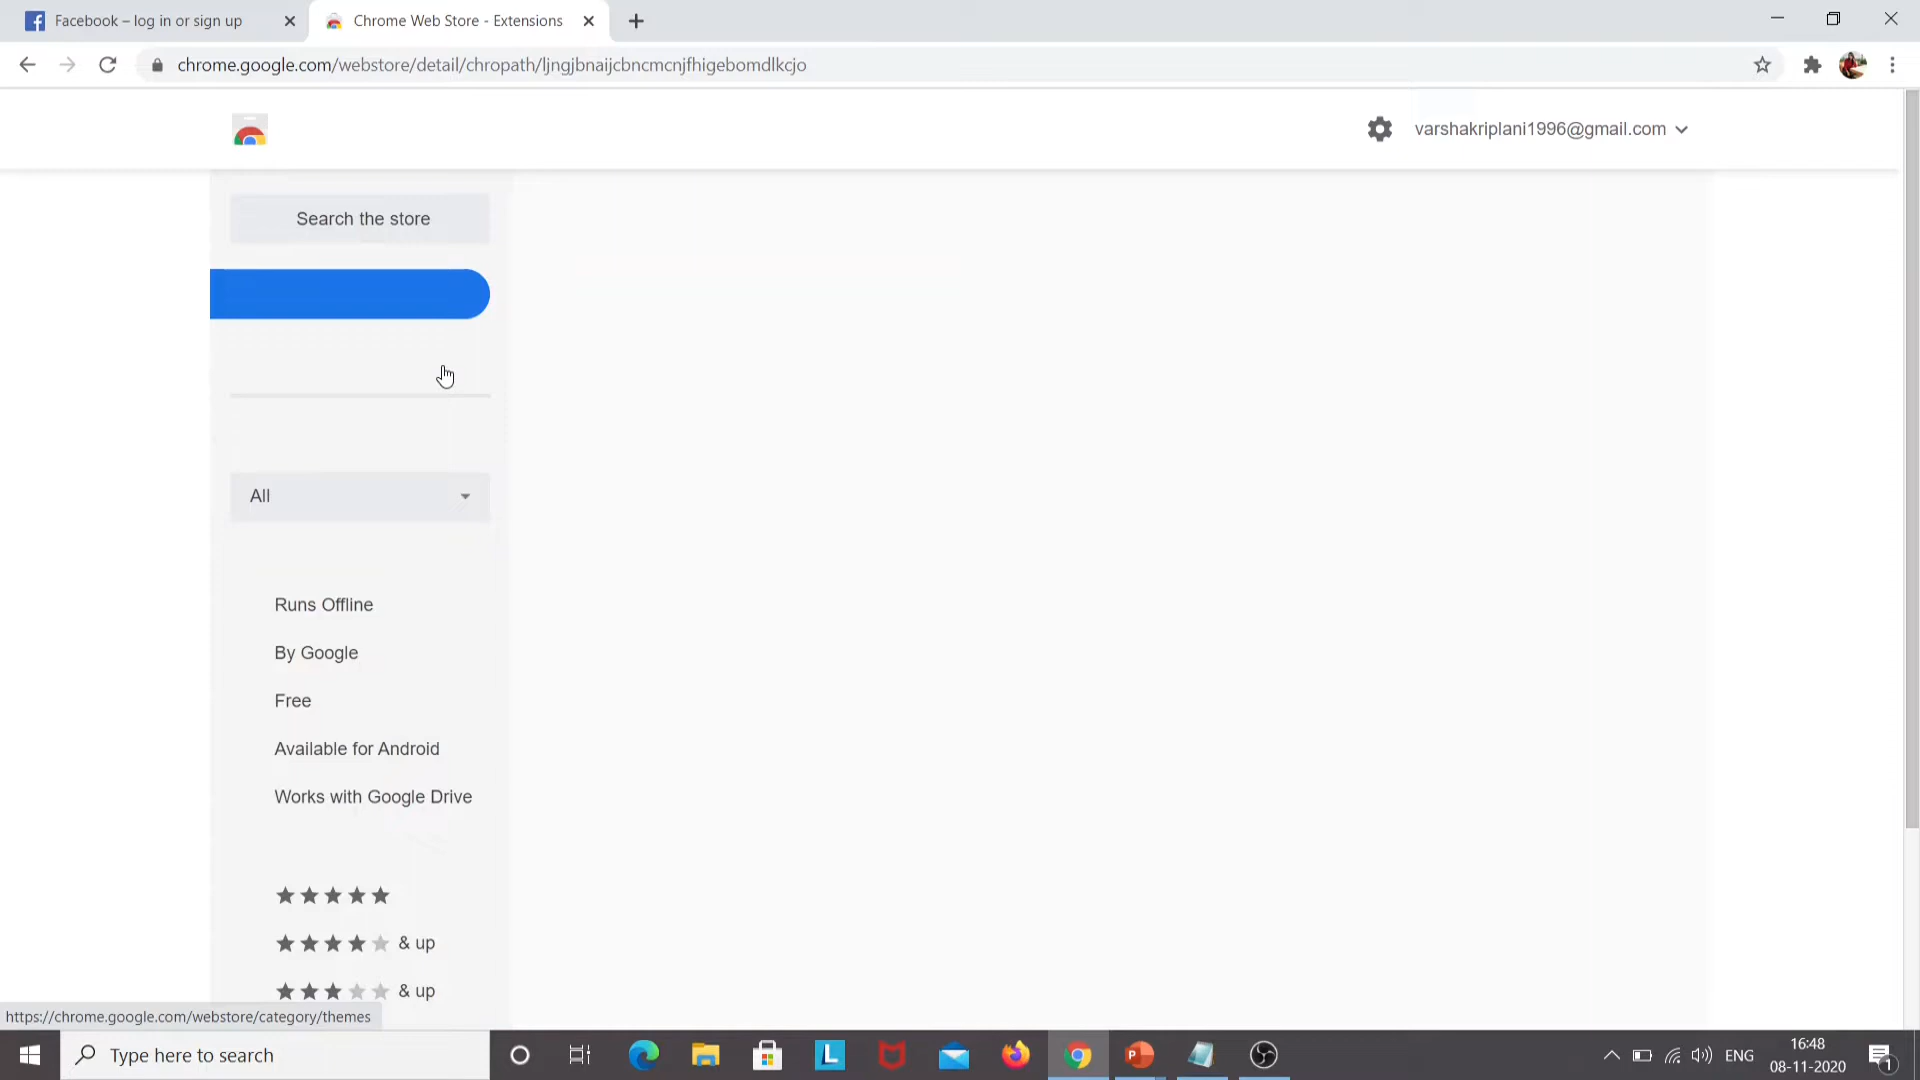 Facebook – log in or sign up
Chrome Web Store - Extensions
chrome.google.com/webstore/detail/chropath/ljngjbnaijcbncmcnjfhigebomdlkcjo
varshakriplani1996@gmail.com
Search the store
All
Runs Offline
By Google
Free
Available for Android
Works with Google Drive
& up
& up
https://chrome.google.com/webstore/category/themes
Type here to search
L
P
ENG
16:48
08-11-2020
1